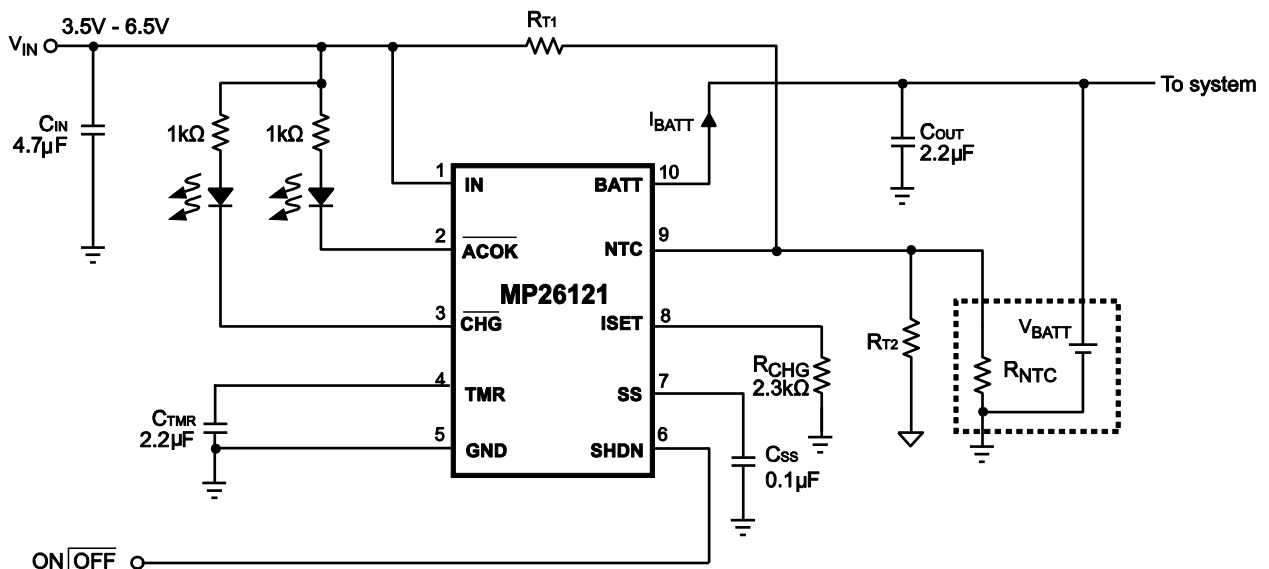 3.5V - 6.5V
RT1
VIN
To system
CIN
4.7µF
1kΩ
1kΩ
IBATT
COUT
2.2µF
1
IN
BATT
10
2
ACOK
NTC
9
MP26121
3
CHG
ISET
8
VBATT
RT2
RCHG
2.3kΩ
RNTC
4
TMR
SS
7
CTMR
2.2µF
5
GND
SHDN
6
CSS
0.1µF
ON OFF